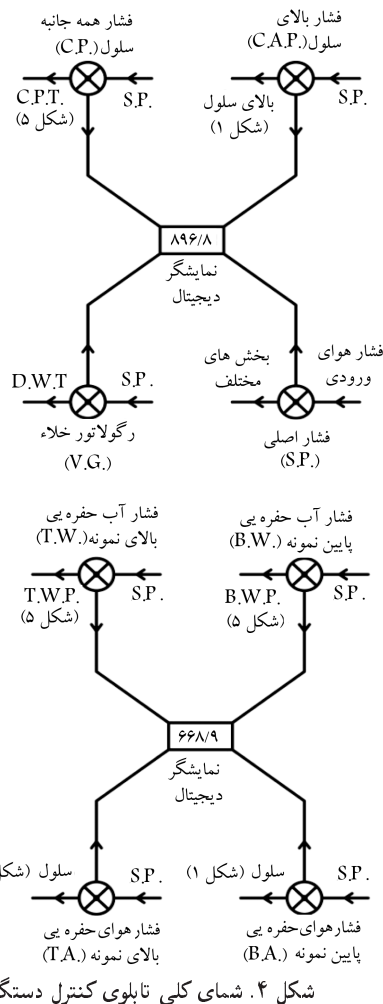 فشار همه جانبه
سلول (C.P.)
C.P.T.
S.P.
(شکل ۵)
فشار بالای
سلول (C.A.P.)
بالای سلول
S.P.
(شکل ۱)
۸۹۶/۸
نمایشگر
دیجیتال
D.W.T
S.P.
رگولاتور خلاء
(V.G.)
بخش های
مختلف
فشار هوای
ورودی
فشار اصلی
(S.P.)
فشار آب حفره یی
بالای نمونه (T.W.)
T.W.P.
S.P.
(شکل ۵)
فشار آب حفره یی
پایین نمونه (B.W.)
B.W.P.
S.P.
(شکل ۵)
۶۶۸/۹
نمایشگر
دیجیتال
سلول (شکل
S.P.
فشار هوای حفره یی
بالای نمونه (T.A.)
سلول (شکل ۱)
S.P.
فشار هوای حفره یی
پایین نمونه (B.A.)
شکل ۴. شمای کلی تابلوی کنترل